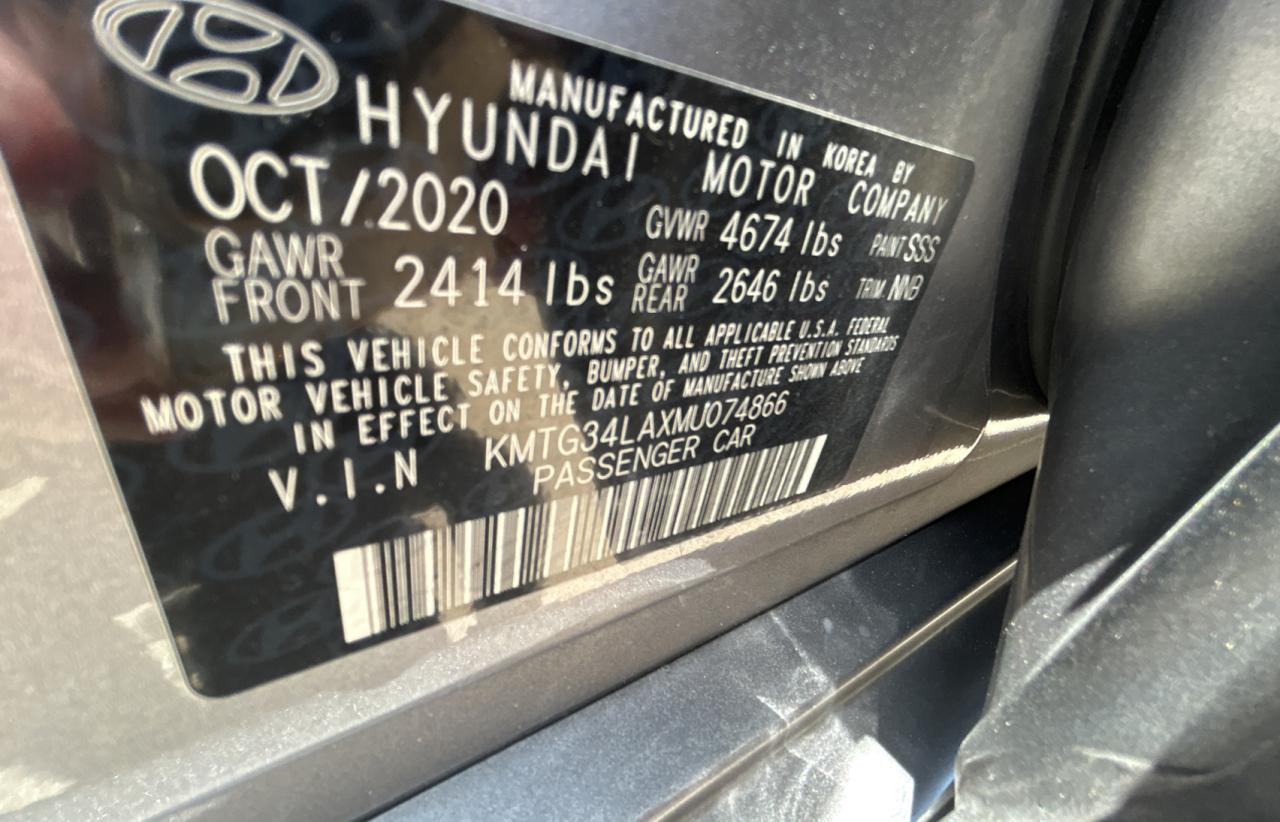 MANUFACTURED IN KOREA BY
HYUNDAI MOTOR COMPANY
OCT/2020 GVWR 4674 lbs PAINT SSS
GAWR FRONT 2414 lbs GAWR REAR 2646 lbs TRIM NNB
THIS VEHICLE CONFORMS TO ALL APPLICABLE U.S.A. FEDERAL
MOTOR VEHICLE SAFETY, BUMPER, AND THEFT PREVENTION STANDARDS
IN EFFECT ON THE DATE OF MANUFACTURE SHOWN ABOVE
V.I.N KMTG34LAXMU074866
PASSENGER CAR